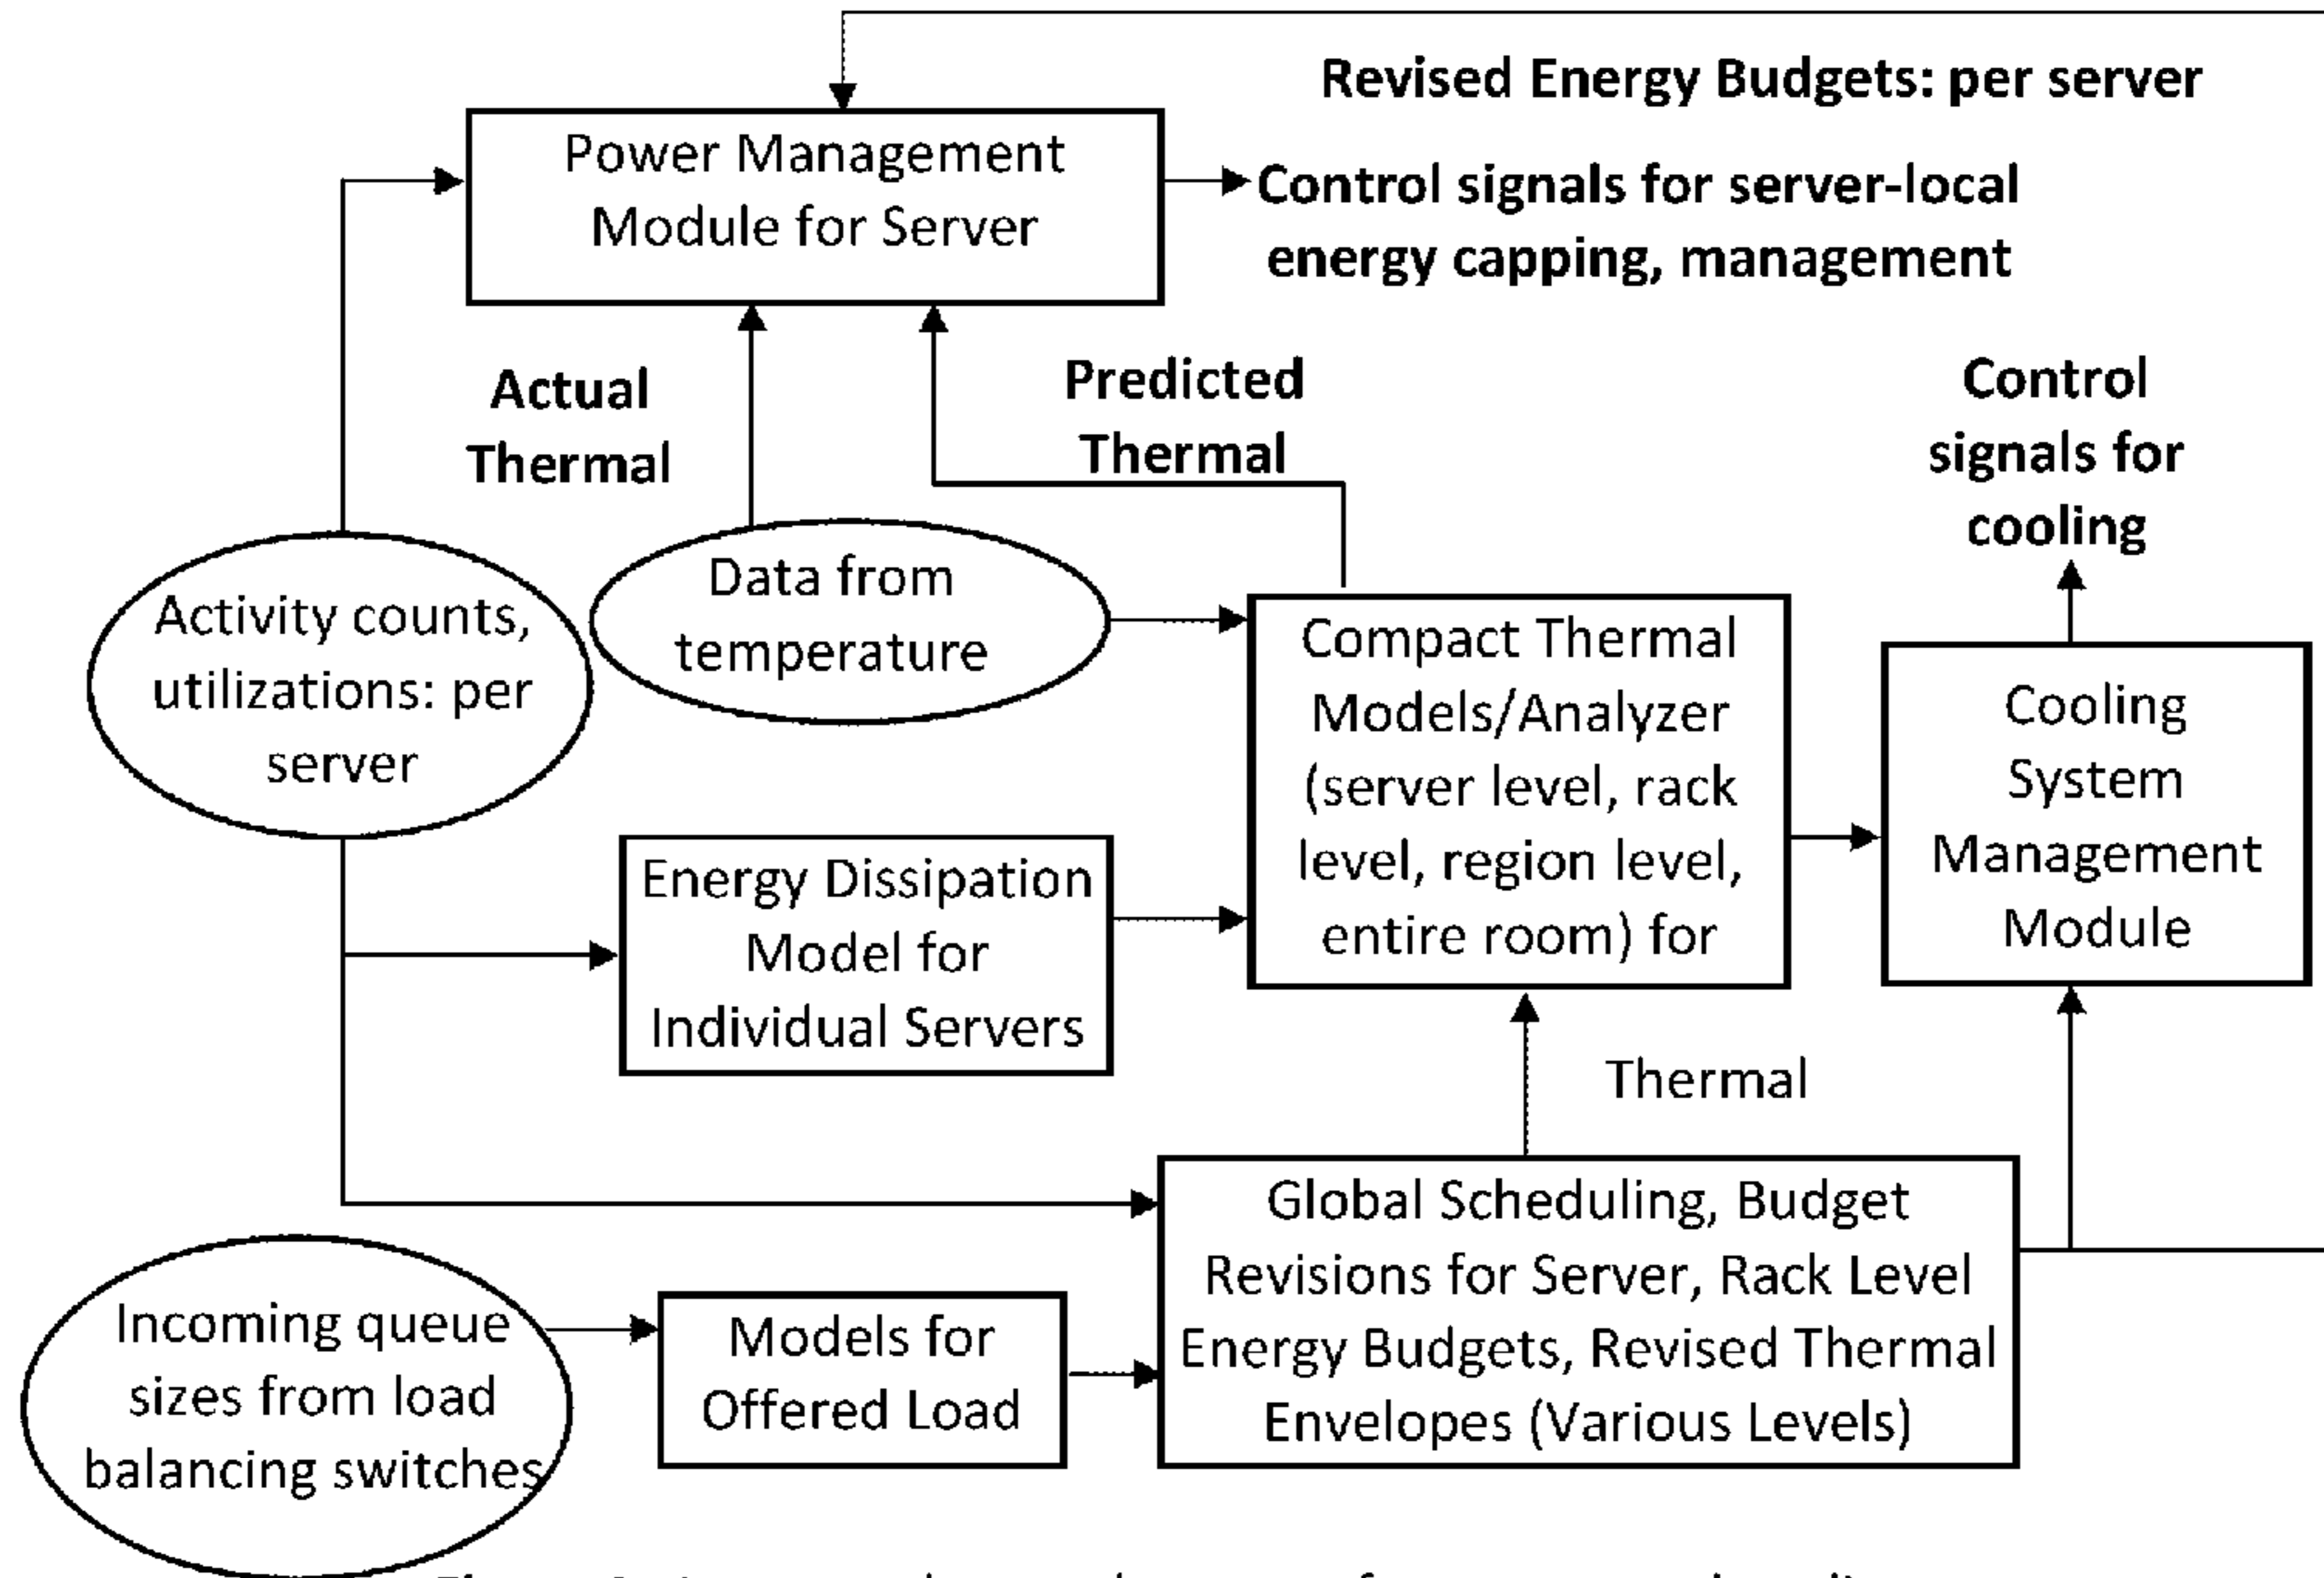 Revised Energy Budgets: per server
Power Management
Module for Server
Control signals for server-local
energy capping, management
Actual
Thermal
Predicted
Thermal
Control
signals for
cooling
Activity counts,
utilizations: per
server
Data from
temperature
Compact Thermal
Models/Analyzer
(server level, rack
level, region level,
entire room) for
Cooling
System
Management
Module
Energy Dissipation
Model for
Individual Servers
Thermal
Global Scheduling, Budget
Revisions for Server, Rack Level
Energy Budgets, Revised Thermal
Envelopes (Various Levels)
Incoming queue
sizes from load
balancing switches
Models for
Offered Load